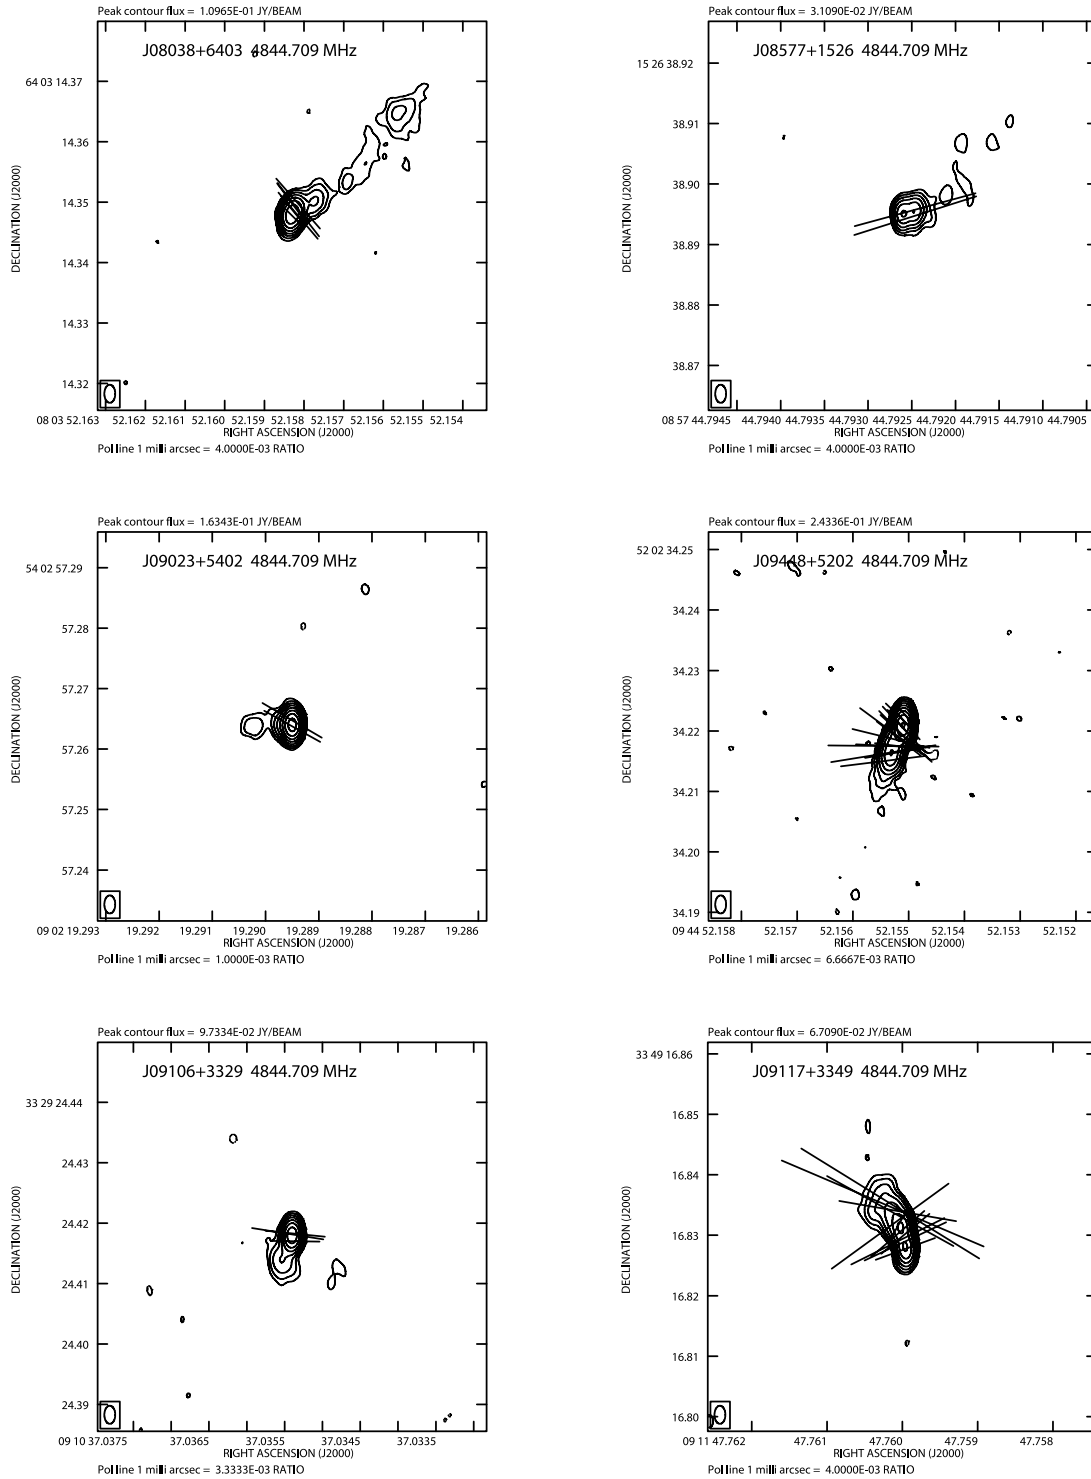 Peak contour flux = 1.0965E-01 JY/BEAM
J08038+6403 4844.709 MHz
DECLINATION (J2000)
64 03 14.37
14.36
14.35
14.34
14.33
14.32
08 03 52.163 52.162 52.161 52.160 52.159 52.158 52.157 52.156 52.155 52.154
RIGHT ASCENSION (J2000)
Pol line 1 milli arcsec = 4.0000E-03 RATIO
Peak contour flux = 3.1090E-02 JY/BEAM
J08577+1526 4844.709 MHz
DECLINATION (J2000)
15 26 38.92
38.91
38.90
38.89
38.88
38.87
08 57 44.7945 44.7940 44.7935 44.7930 44.7925 44.7920 44.7915 44.7910 44.7905
RIGHT ASCENSION (J2000)
Pol line 1 milli arcsec = 4.0000E-03 RATIO
Peak contour flux = 1.6343E-01 JY/BEAM
J09023+5402 4844.709 MHz
DECLINATION (J2000)
54 02 57.29
57.28
57.27
57.26
57.25
57.24
09 02 19.293 19.292 19.291 19.290 19.289 19.288 19.287 19.286
RIGHT ASCENSION (J2000)
Pol line 1 milli arcsec = 1.0000E-03 RATIO
Peak contour flux = 2.4336E-01 JY/BEAM
J09448+5202 4844.709 MHz
DECLINATION (J2000)
52 02 34.25
34.24
34.23
34.22
34.21
34.20
34.19
09 44 52.158 52.157 52.156 52.155 52.154 52.153 52.152
RIGHT ASCENSION (J2000)
Pol line 1 milli arcsec = 6.6667E-03 RATIO
Peak contour flux = 9.7334E-02 JY/BEAM
J09106+3329 4844.709 MHz
DECLINATION (J2000)
33 29 24.44
24.43
24.42
24.41
24.40
24.39
09 10 37.0375 37.0365 37.0355 37.0345 37.0335
RIGHT ASCENSION (J2000)
Pol line 1 milli arcsec = 3.3333E-03 RATIO
Peak contour flux = 6.7090E-02 JY/BEAM
J09117+3349 4844.709 MHz
DECLINATION (J2000)
33 49 16.86
16.85
16.84
16.83
16.82
16.81
16.80
09 11 47.762 47.761 47.760 47.759 47.758
RIGHT ASCENSION (J2000)
Pol line 1 milli arcsec = 4.0000E-03 RATIO